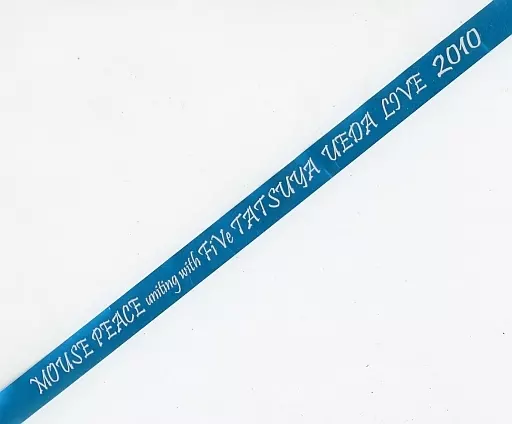 MOUSE PEACE uniting with FiVe TATSUYA UEDA LIVE 2010